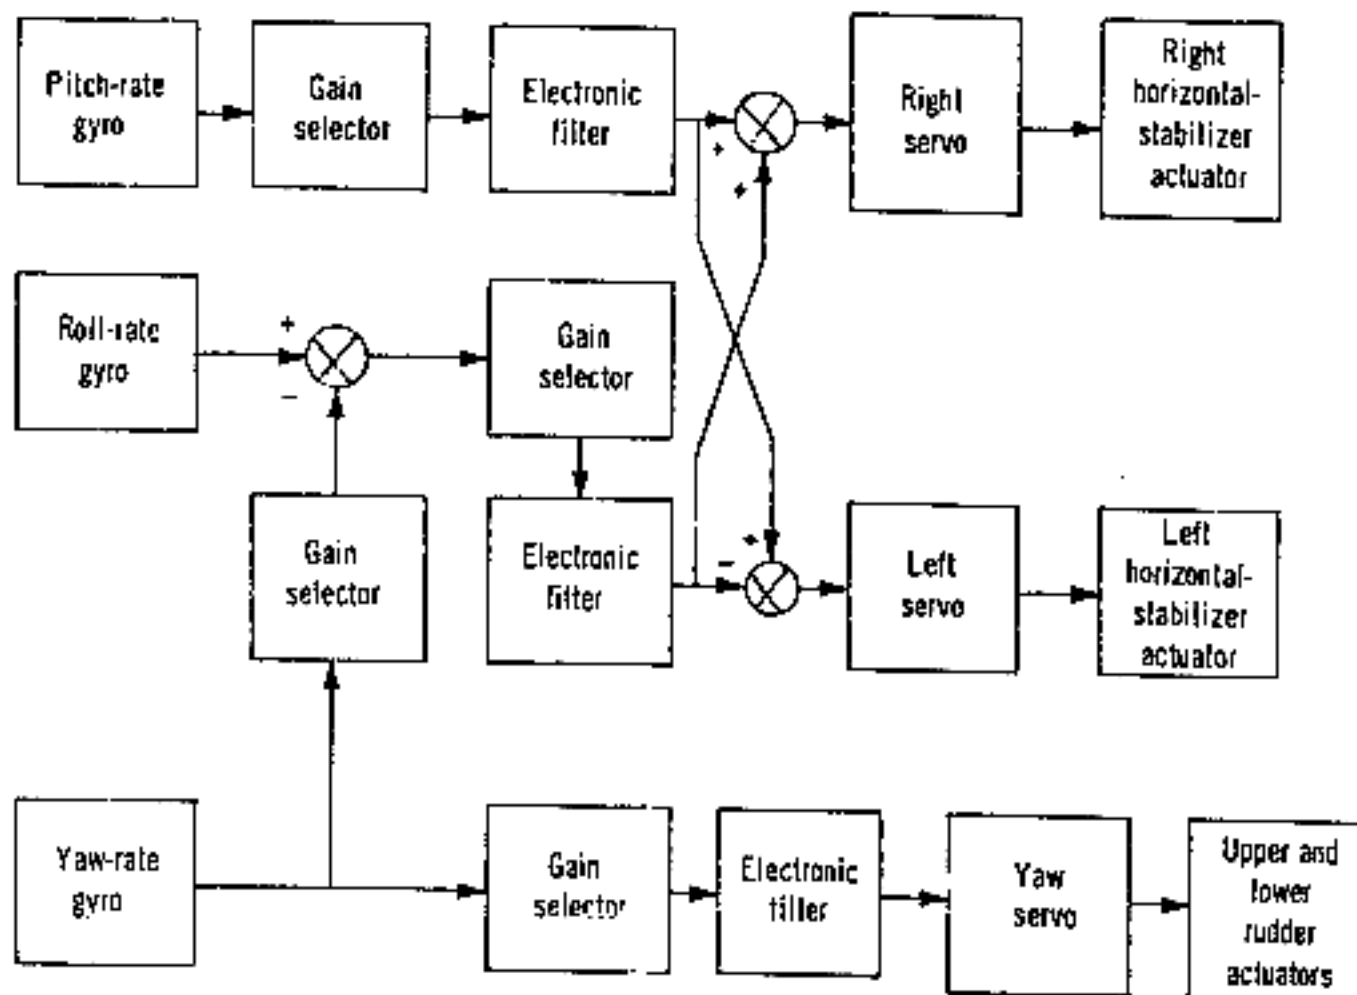 Pitch-rate
gyro
Gain
selector
Electronic
filter
+
+
Right
servo
Right
horizontal-
stabilizer
actuator
Roll-rate
gyro
+
−
Gain
selector
Gain
selector
Electronic
filter
+
−
Left
servo
Left
horizontal-
stabilizer
actuator
Yaw-rate
gyro
Gain
selector
Electronic
filter
Yaw
servo
Upper and
lower
rudder
actuators